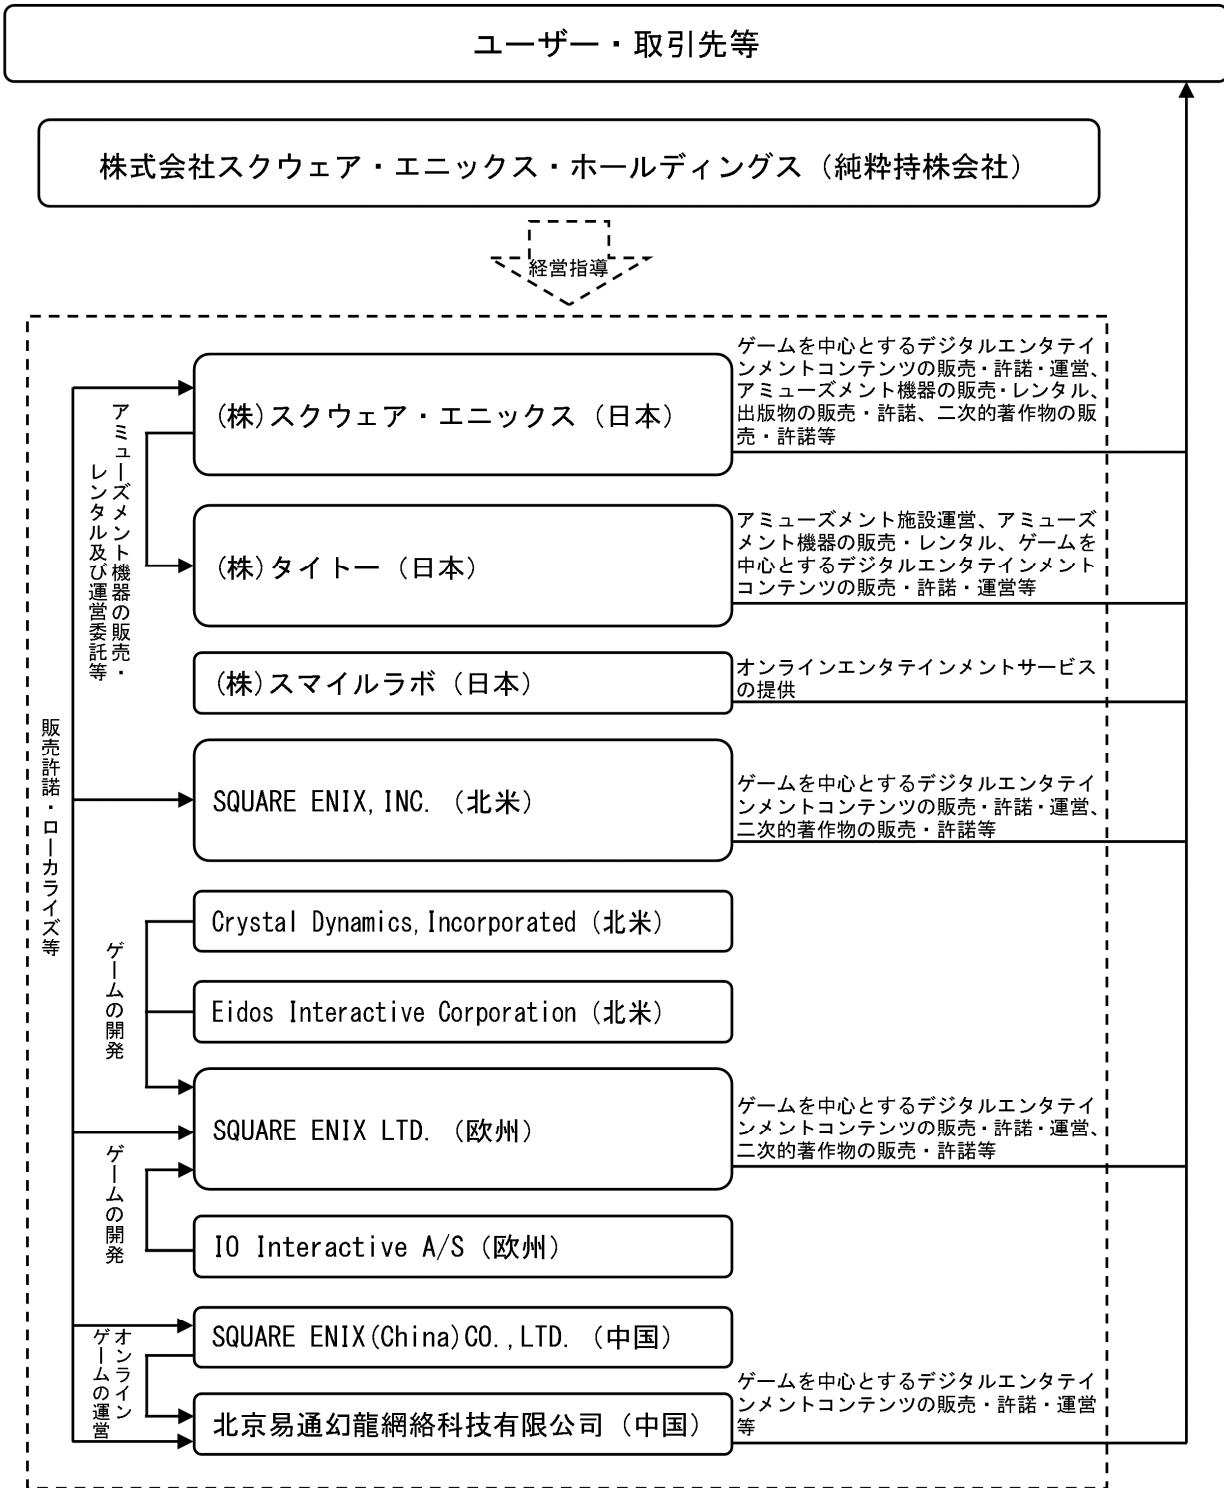 ユーザー・取引先等
株式会社スクウェア・エニックス・ホールディングス（純粋持株会社）
経営指導
(株)スクウェア・エニックス（日本）
ゲームを中心とするデジタルエンタテイ
ンメントコンテンツの販売・許諾・運営、
アミューズメント機器の販売・レンタル、
出版物の販売・許諾、二次的著作物の販
売・許諾等
アミューズメント機器の販売・
レンタル及び運営委託等
(株)タイトー（日本）
アミューズメント施設運営、アミューズ
メント機器の販売・レンタル、ゲームを
中心とするデジタルエンタテインメント
コンテンツの販売・許諾・運営等
(株)スマイルラボ（日本）
オンラインエンタテインメントサービス
の提供
販売許諾・ローカライズ等
SQUARE ENIX,INC.（北米）
ゲームを中心とするデジタルエンタテイ
ンメントコンテンツの販売・許諾・運営、
二次的著作物の販売・許諾等
Crystal Dynamics,Incorporated（北米）
ゲームの開発
Eidos Interactive Corporation（北米）
SQUARE ENIX LTD.（欧州）
ゲームを中心とするデジタルエンタテイ
ンメントコンテンツの販売・許諾・運営、
二次的著作物の販売・許諾等
ゲームの開発
IO Interactive A/S（欧州）
SQUARE ENIX(China)CO.,LTD.（中国）
オンライン
ゲームの運営
北京易通幻龍網絡科技有限公司（中国）
ゲームを中心とするデジタルエンタテイ
ンメントコンテンツの販売・許諾・運営
等